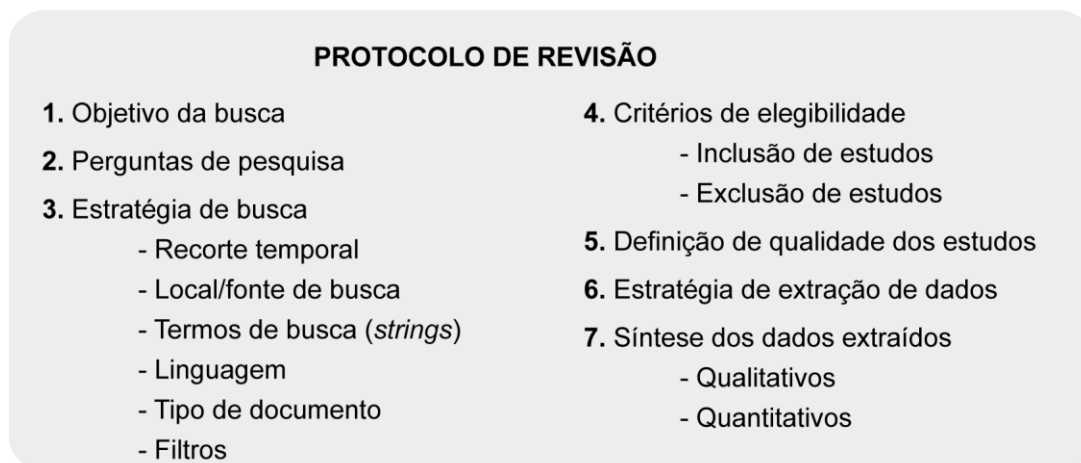 PROTOCOLO DE REVISÃO
1. Objetivo da busca
2. Perguntas de pesquisa
3. Estratégia de busca
- Recorte temporal
- Local/fonte de busca
- Termos de busca (strings)
- Linguagem
- Tipo de documento
- Filtros
4. Critérios de elegibilidade
- Inclusão de estudos
- Exclusão de estudos
5. Definição de qualidade dos estudos
6. Estratégia de extração de dados
7. Síntese dos dados extraídos
- Qualitativos
- Quantitativos